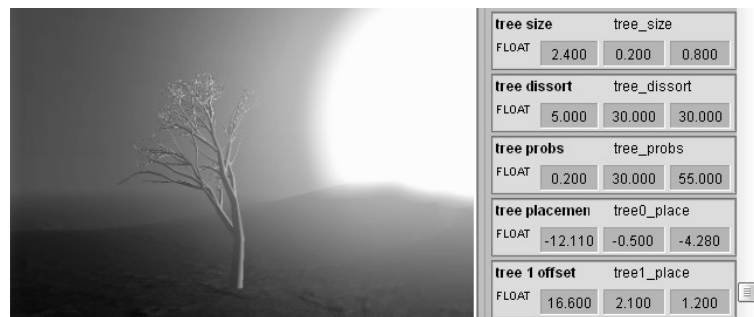 tree size tree_size
FLOAT 2.400 0.200 0.800
tree dissort tree_dissort
FLOAT 5.000 30.000 30.000
tree probs tree_probs
FLOAT 0.200 30.000 55.000
tree placemen tree0_place
FLOAT -12.110 -0.500 -4.280
tree 1 offset tree1_place
FLOAT 16.600 2.100 1.200